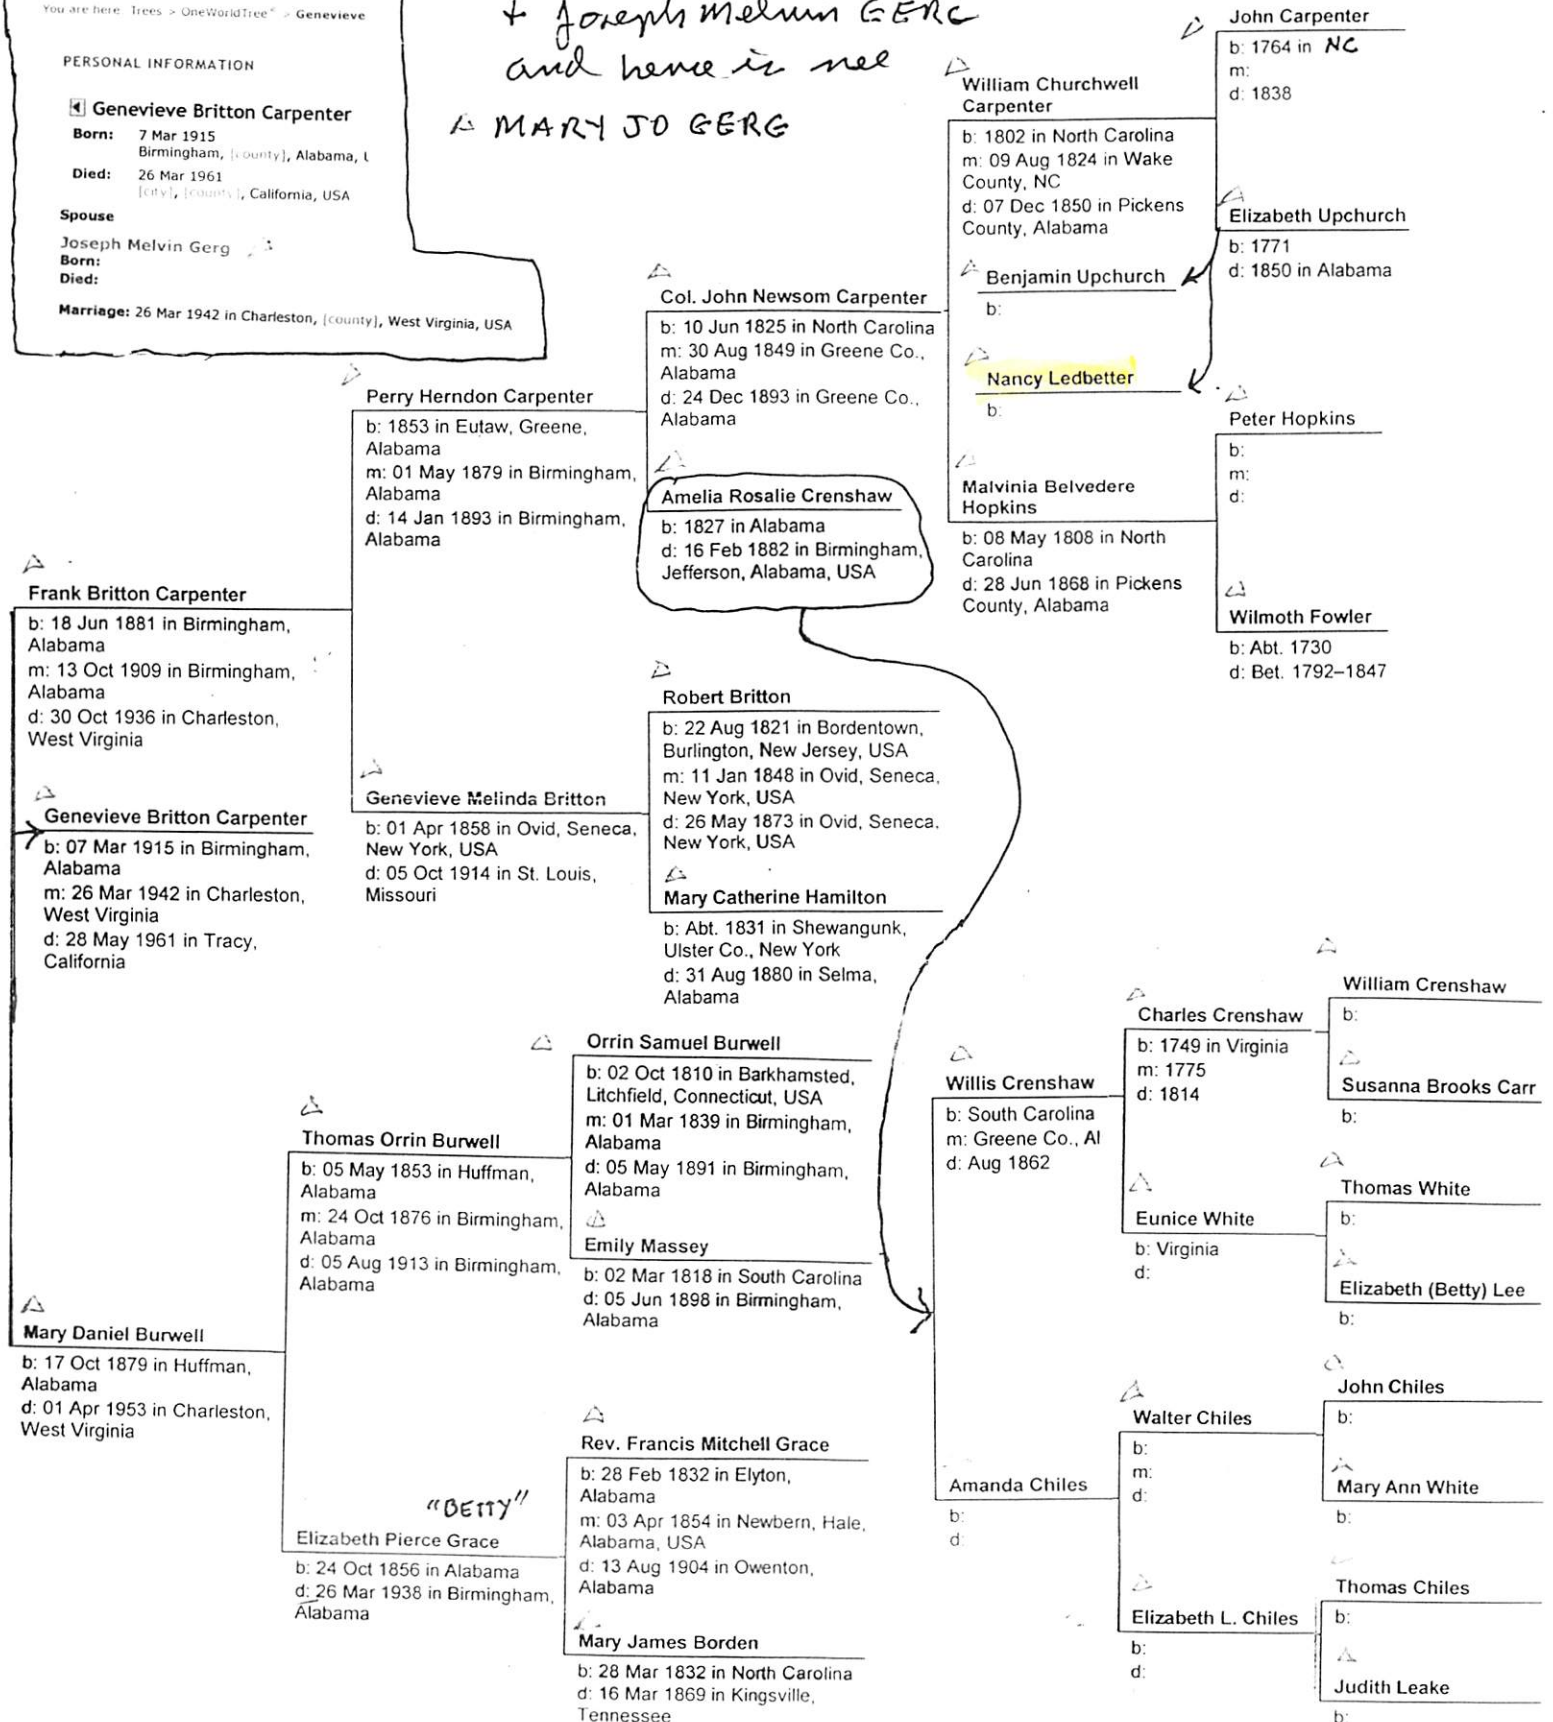 You are here: Trees > OneWorldTree > Genevieve
PERSONAL INFORMATION
Genevieve Britton Carpenter
Born: 7 Mar 1915
Birmingham, [county], Alabama, U
Died: 26 Mar 1961
[city], [county], California, USA
Spouse
Joseph Melvin Gerg
Born:
Died:
Marriage: 26 Mar 1942 in Charleston, [county], West Virginia, USA
+ Joseph Melvin GERG
and hence is nee
MARY JO GERG
John Carpenter
b: 1764 in NC
m:
d: 1838
William Churchwell
Carpenter
b: 1802 in North Carolina
m: 09 Aug 1824 in Wake
County, NC
d: 07 Dec 1850 in Pickens
County, Alabama
Elizabeth Upchurch
b: 1771
d: 1850 in Alabama
Benjamin Upchurch
b:
Nancy Ledbetter
b:
Col. John Newsom Carpenter
b: 10 Jun 1825 in North Carolina
m: 30 Aug 1849 in Greene Co.,
Alabama
d: 24 Dec 1893 in Greene Co.,
Alabama
Perry Herndon Carpenter
b: 1853 in Eutaw, Greene,
Alabama
m: 01 May 1879 in Birmingham,
Alabama
d: 14 Jan 1893 in Birmingham,
Alabama
Amelia Rosalie Crenshaw
b: 1827 in Alabama
d: 16 Feb 1882 in Birmingham,
Jefferson, Alabama, USA
Peter Hopkins
b:
m:
d:
Malvinia Belvedere
Hopkins
b: 08 May 1808 in North
Carolina
d: 28 Jun 1868 in Pickens
County, Alabama
Wilmoth Fowler
b: Abt. 1730
d: Bet. 1792–1847
Frank Britton Carpenter
b: 18 Jun 1881 in Birmingham,
Alabama
m: 13 Oct 1909 in Birmingham,
Alabama
d: 30 Oct 1936 in Charleston,
West Virginia
Robert Britton
b: 22 Aug 1821 in Bordentown,
Burlington, New Jersey, USA
m: 11 Jan 1848 in Ovid, Seneca,
New York, USA
d: 26 May 1873 in Ovid, Seneca,
New York, USA
Genevieve Melinda Britton
b: 01 Apr 1858 in Ovid, Seneca,
New York, USA
d: 05 Oct 1914 in St. Louis,
Missouri
Genevieve Britton Carpenter
b: 07 Mar 1915 in Birmingham,
Alabama
m: 26 Mar 1942 in Charleston,
West Virginia
d: 28 May 1961 in Tracy,
California
Mary Catherine Hamilton
b: Abt. 1831 in Shewangunk,
Ulster Co., New York
d: 31 Aug 1880 in Selma,
Alabama
Orrin Samuel Burwell
b: 02 Oct 1810 in Barkhamsted,
Litchfield, Connecticut, USA
m: 01 Mar 1839 in Birmingham,
Alabama
d: 05 May 1891 in Birmingham,
Alabama
Thomas Orrin Burwell
b: 05 May 1853 in Huffman,
Alabama
m: 24 Oct 1876 in Birmingham,
Alabama
d: 05 Aug 1913 in Birmingham,
Alabama
Emily Massey
b: 02 Mar 1818 in South Carolina
d: 05 Jun 1898 in Birmingham,
Alabama
Mary Daniel Burwell
b: 17 Oct 1879 in Huffman,
Alabama
d: 01 Apr 1953 in Charleston,
West Virginia
Rev. Francis Mitchell Grace
b: 28 Feb 1832 in Elyton,
Alabama
m: 03 Apr 1854 in Newbern, Hale,
Alabama, USA
d: 13 Aug 1904 in Owenton,
Alabama
"BETTY"
Elizabeth Pierce Grace
b: 24 Oct 1856 in Alabama
d: 26 Mar 1938 in Birmingham,
Alabama
Mary James Borden
b: 28 Mar 1832 in North Carolina
d: 16 Mar 1869 in Kingsville,
Tennessee
William Crenshaw
b:
Charles Crenshaw
b: 1749 in Virginia
m: 1775
d: 1814
Susanna Brooks Carr
b:
Willis Crenshaw
b: South Carolina
m: Greene Co., Al
d: Aug 1862
Thomas White
b:
Eunice White
b: Virginia
d:
Elizabeth (Betty) Lee
b:
John Chiles
b:
Walter Chiles
b:
m:
d:
Mary Ann White
b:
Amanda Chiles
b:
d:
Thomas Chiles
b:
Elizabeth L. Chiles
b:
d:
Judith Leake
b: